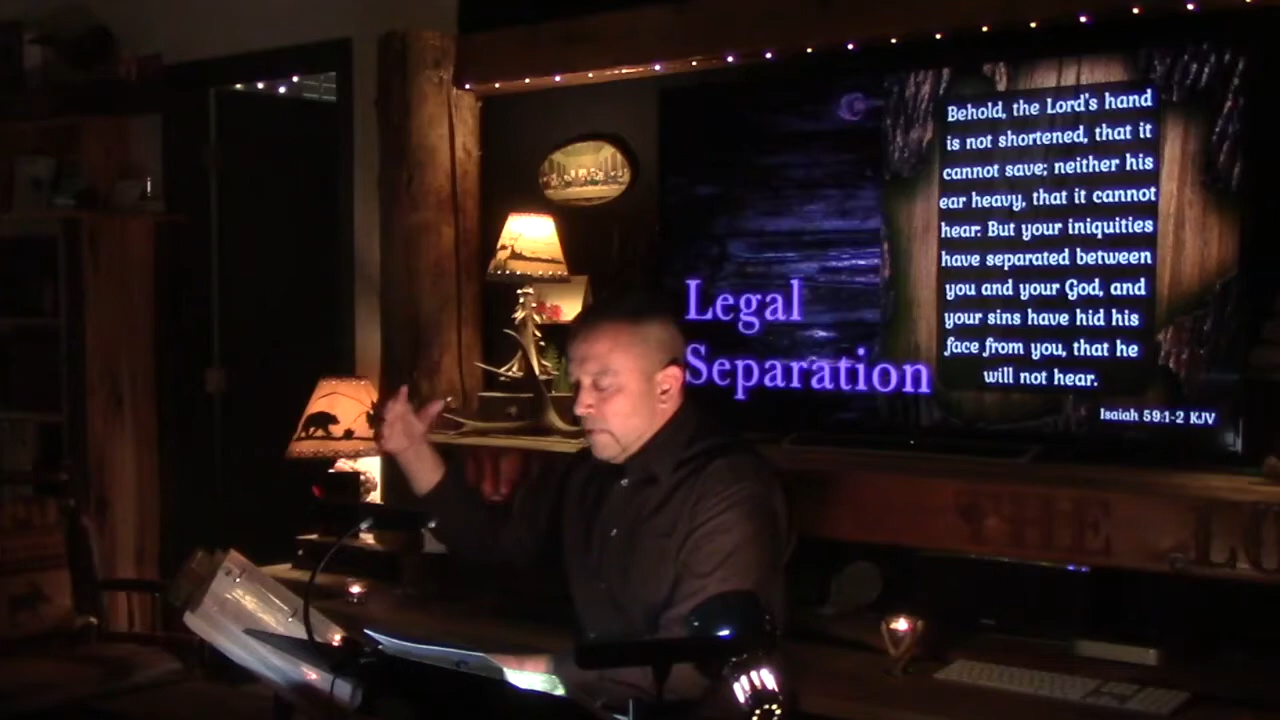 Legal
Separation
Behold, the Lord's hand
is not shortened, that it
cannot save; neither his
ear heavy, that it cannot
hear: But your iniquities
have separated between
you and your God, and
your sins have hid his
face from you, that he
will not hear.
Isaiah 59:1-2 KJV
THE LO